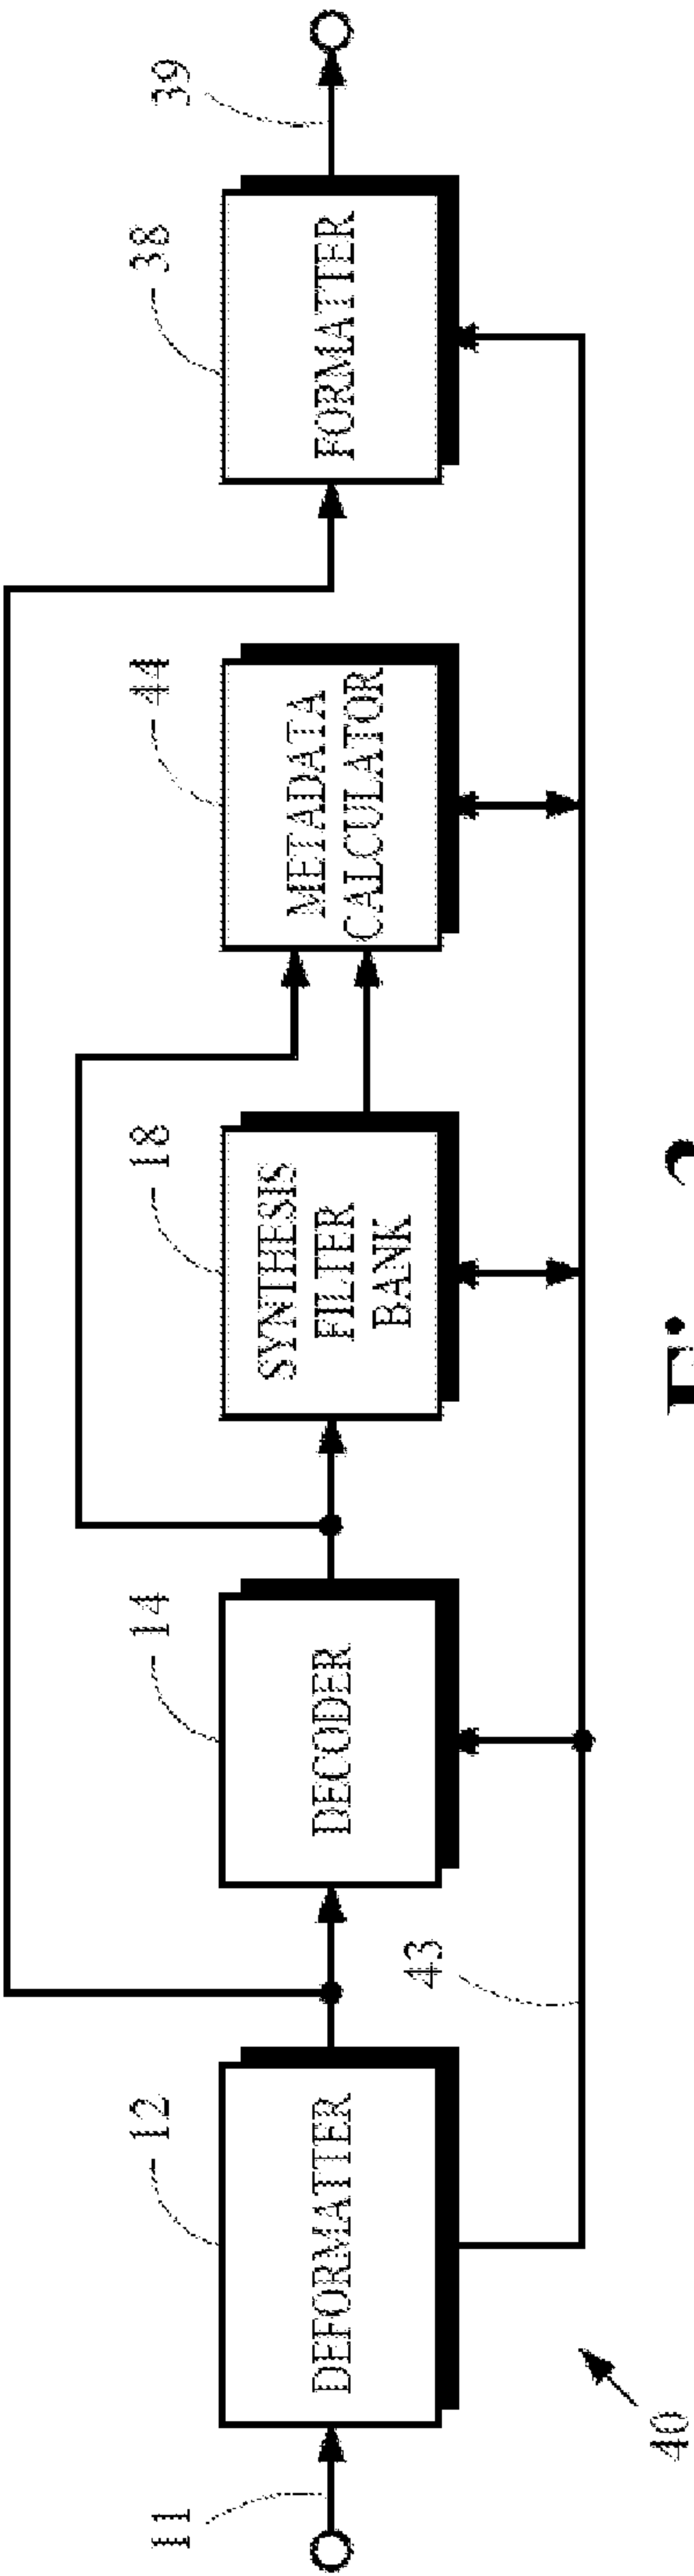 11
12
DEFORMATTER
43
14
DECODER
18
SYNTHESIS
FILTER
BANK
44
METADATA
CALCULATOR
38
FORMATTER
39
40